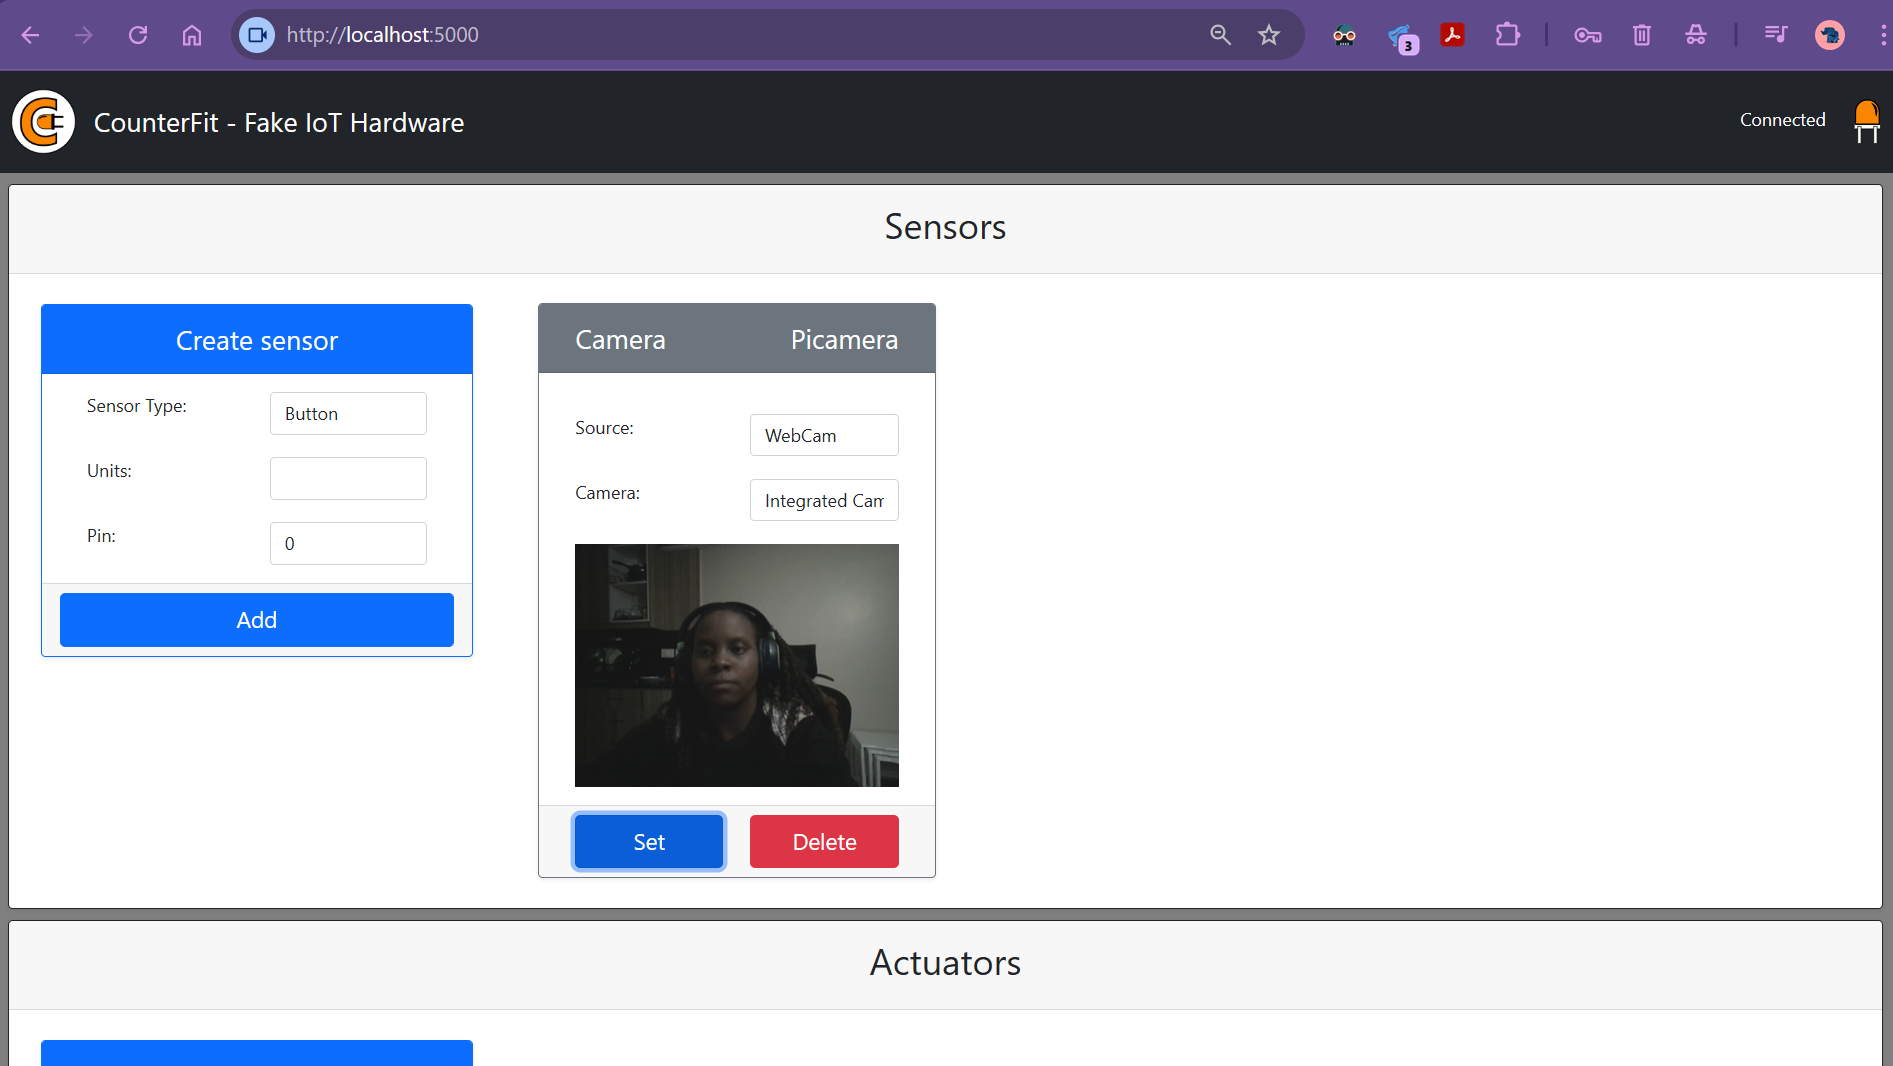 http://localhost:5000
3
CounterFit - Fake IoT Hardware
Connected
Sensors
Create sensor
Sensor Type:
Button
Units:
Pin:
0
Add
Camera
Picamera
Source:
WebCam
Camera:
Integrated Cam
Set
Delete
Actuators